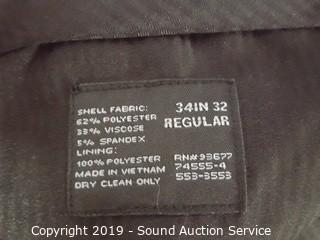 SHELL FABRIC:
62% POLYESTER
33% VISCOSE
5% SPANDEX
LINING:
100% POLYESTER
MADE IN VIETNAM
DRY CLEAN ONLY
34IN 32
REGULAR
RN#93677
74555-4
553-3553
Copyright © 2019 - Sound Auction Service